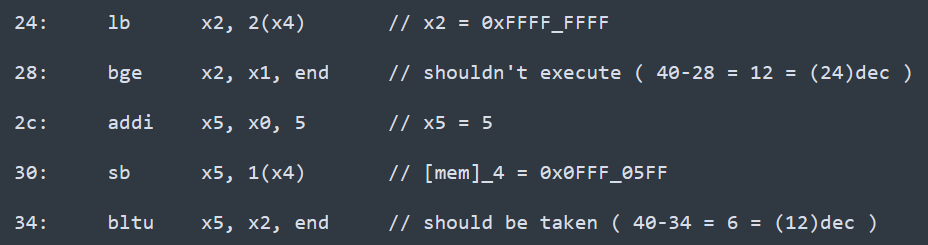 24: lb x2, 2(x4) // x2 = 0xFFFF_FFFF
28: bge x2, x1, end // shouldn't execute ( 40-28 = 12 = (24)dec )
2c: addi x5, x0, 5 // x5 = 5
30: sb x5, 1(x4) // [mem]_4 = 0x0FFF_05FF
34: bltu x5, x2, end // should be taken ( 40-34 = 6 = (12)dec )